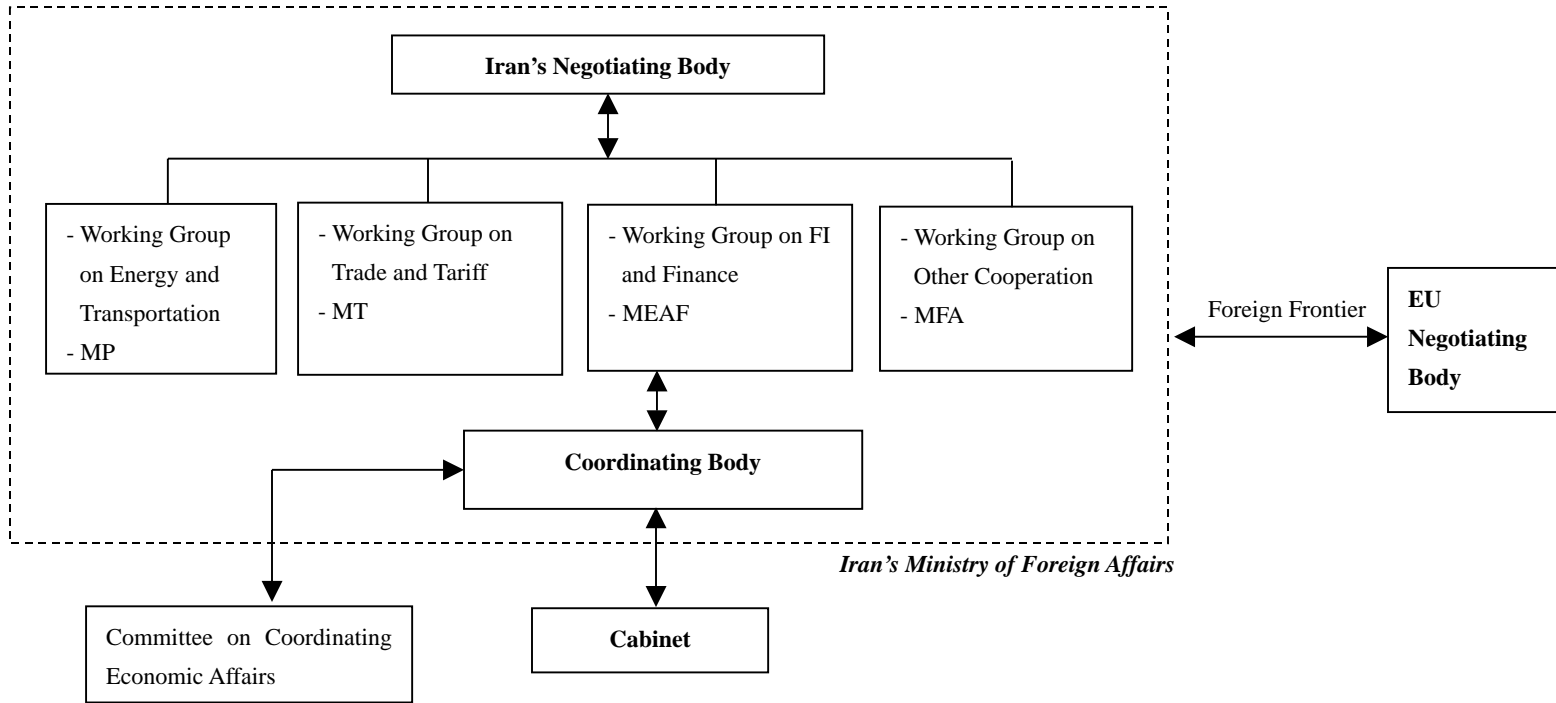 Iran’s Negotiating Body
- Working Group
on Energy and
Transportation
- MP
- Working Group on
Trade and Tariff
- MT
- Working Group on FI
and Finance
- MEAF
- Working Group on
Other Cooperation
- MFA
Foreign Frontier
EU
Negotiating
Body
Coordinating Body
Iran’s Ministry of Foreign Affairs
Committee on Coordinating
Economic Affairs
Cabinet